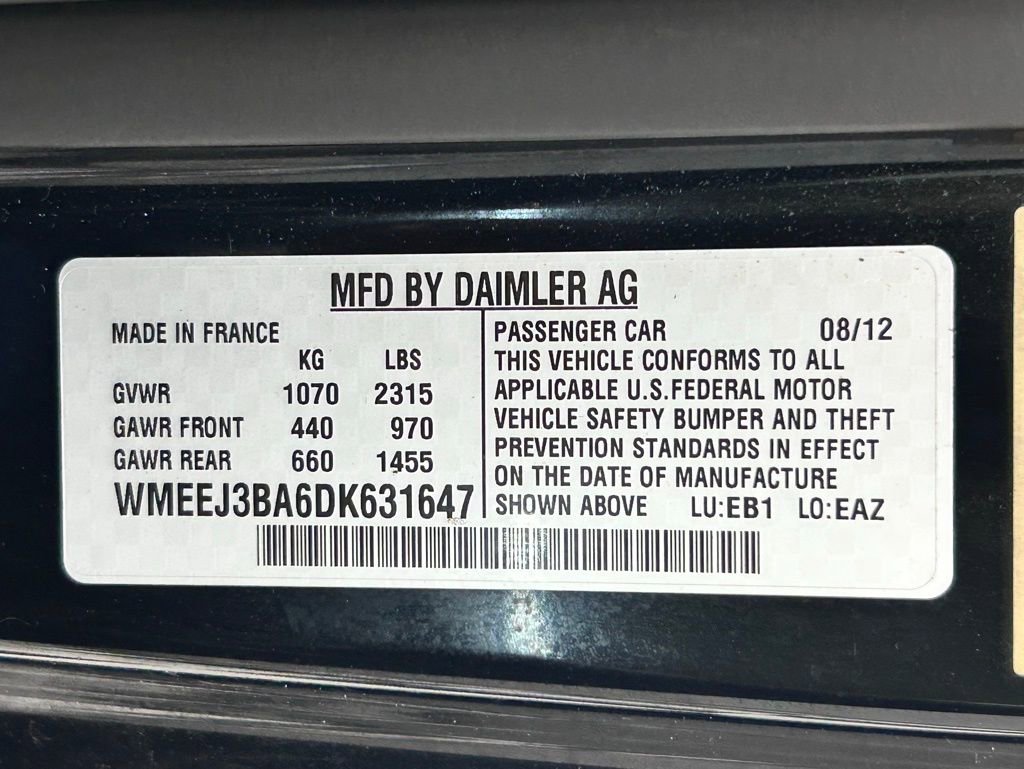 MFD BY DAIMLER AG
MADE IN FRANCE
KG LBS
GVWR 1070 2315
GAWR FRONT 440 970
GAWR REAR 660 1455
WMEEJ3BA6DK631647
PASSENGER CAR 08/12
THIS VEHICLE CONFORMS TO ALL
APPLICABLE U.S.FEDERAL MOTOR
VEHICLE SAFETY BUMPER AND THEFT
PREVENTION STANDARDS IN EFFECT
ON THE DATE OF MANUFACTURE
SHOWN ABOVE LU:EB1 LO:EAZ